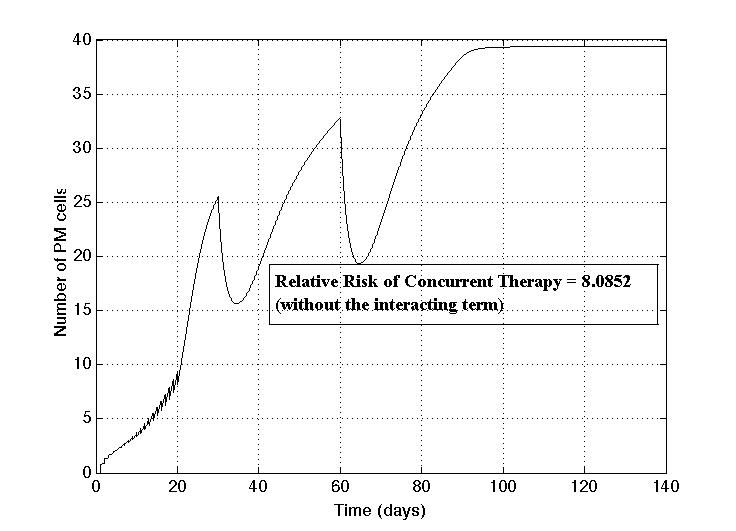 40
35
30
25
20
15
10
5
0
Number of PM cells
Relative Risk of Concurrent Therapy = 8.0852
(without the interacting term)
0 20 40 60 80 100 120 140
Time (days)